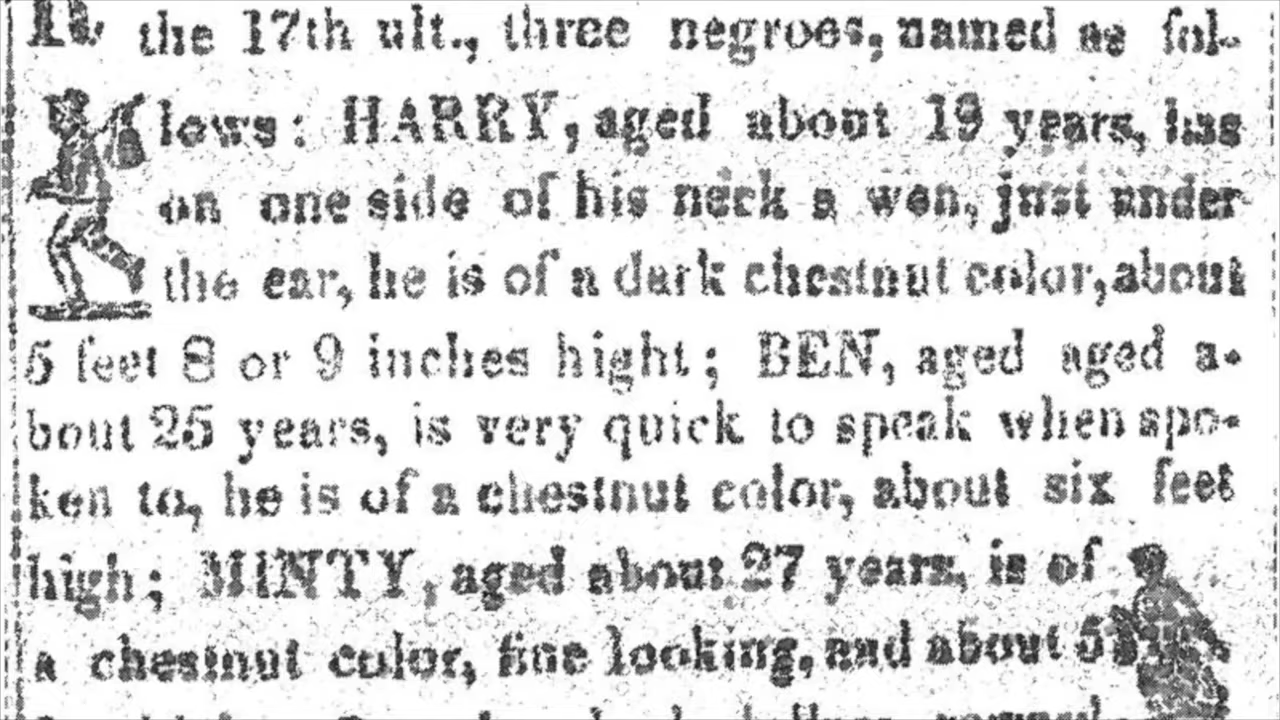 the 17th ult., three negroes, named as fol-
lows: HARRY, aged about 19 years, has
on one side of his neck a wen, just under
the ear, he is of a dark chestnut color, about
5 feet 8 or 9 inches hight; BEN, aged aged a-
bout 25 years, is very quick to speak when spo-
ken to, he is of a chestnut color, about six feet
high; MINTY, aged about 27 years, is of
a chestnut color, fine looking, and about 5